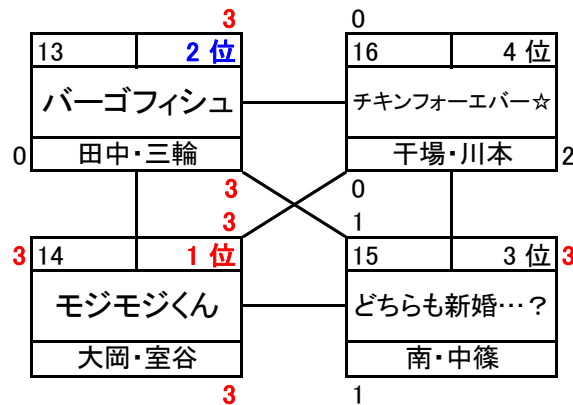 3 0
13 2 位 16 4 位
バーゴフィシュ チキンフォーエバー☆
0 田中・三輪 干場・川本 2
3 0
3 1
3 14 1 位 15 3 位 3
モジモジくん どちらも新婚…？
大岡・室谷 南・中篠
3 1